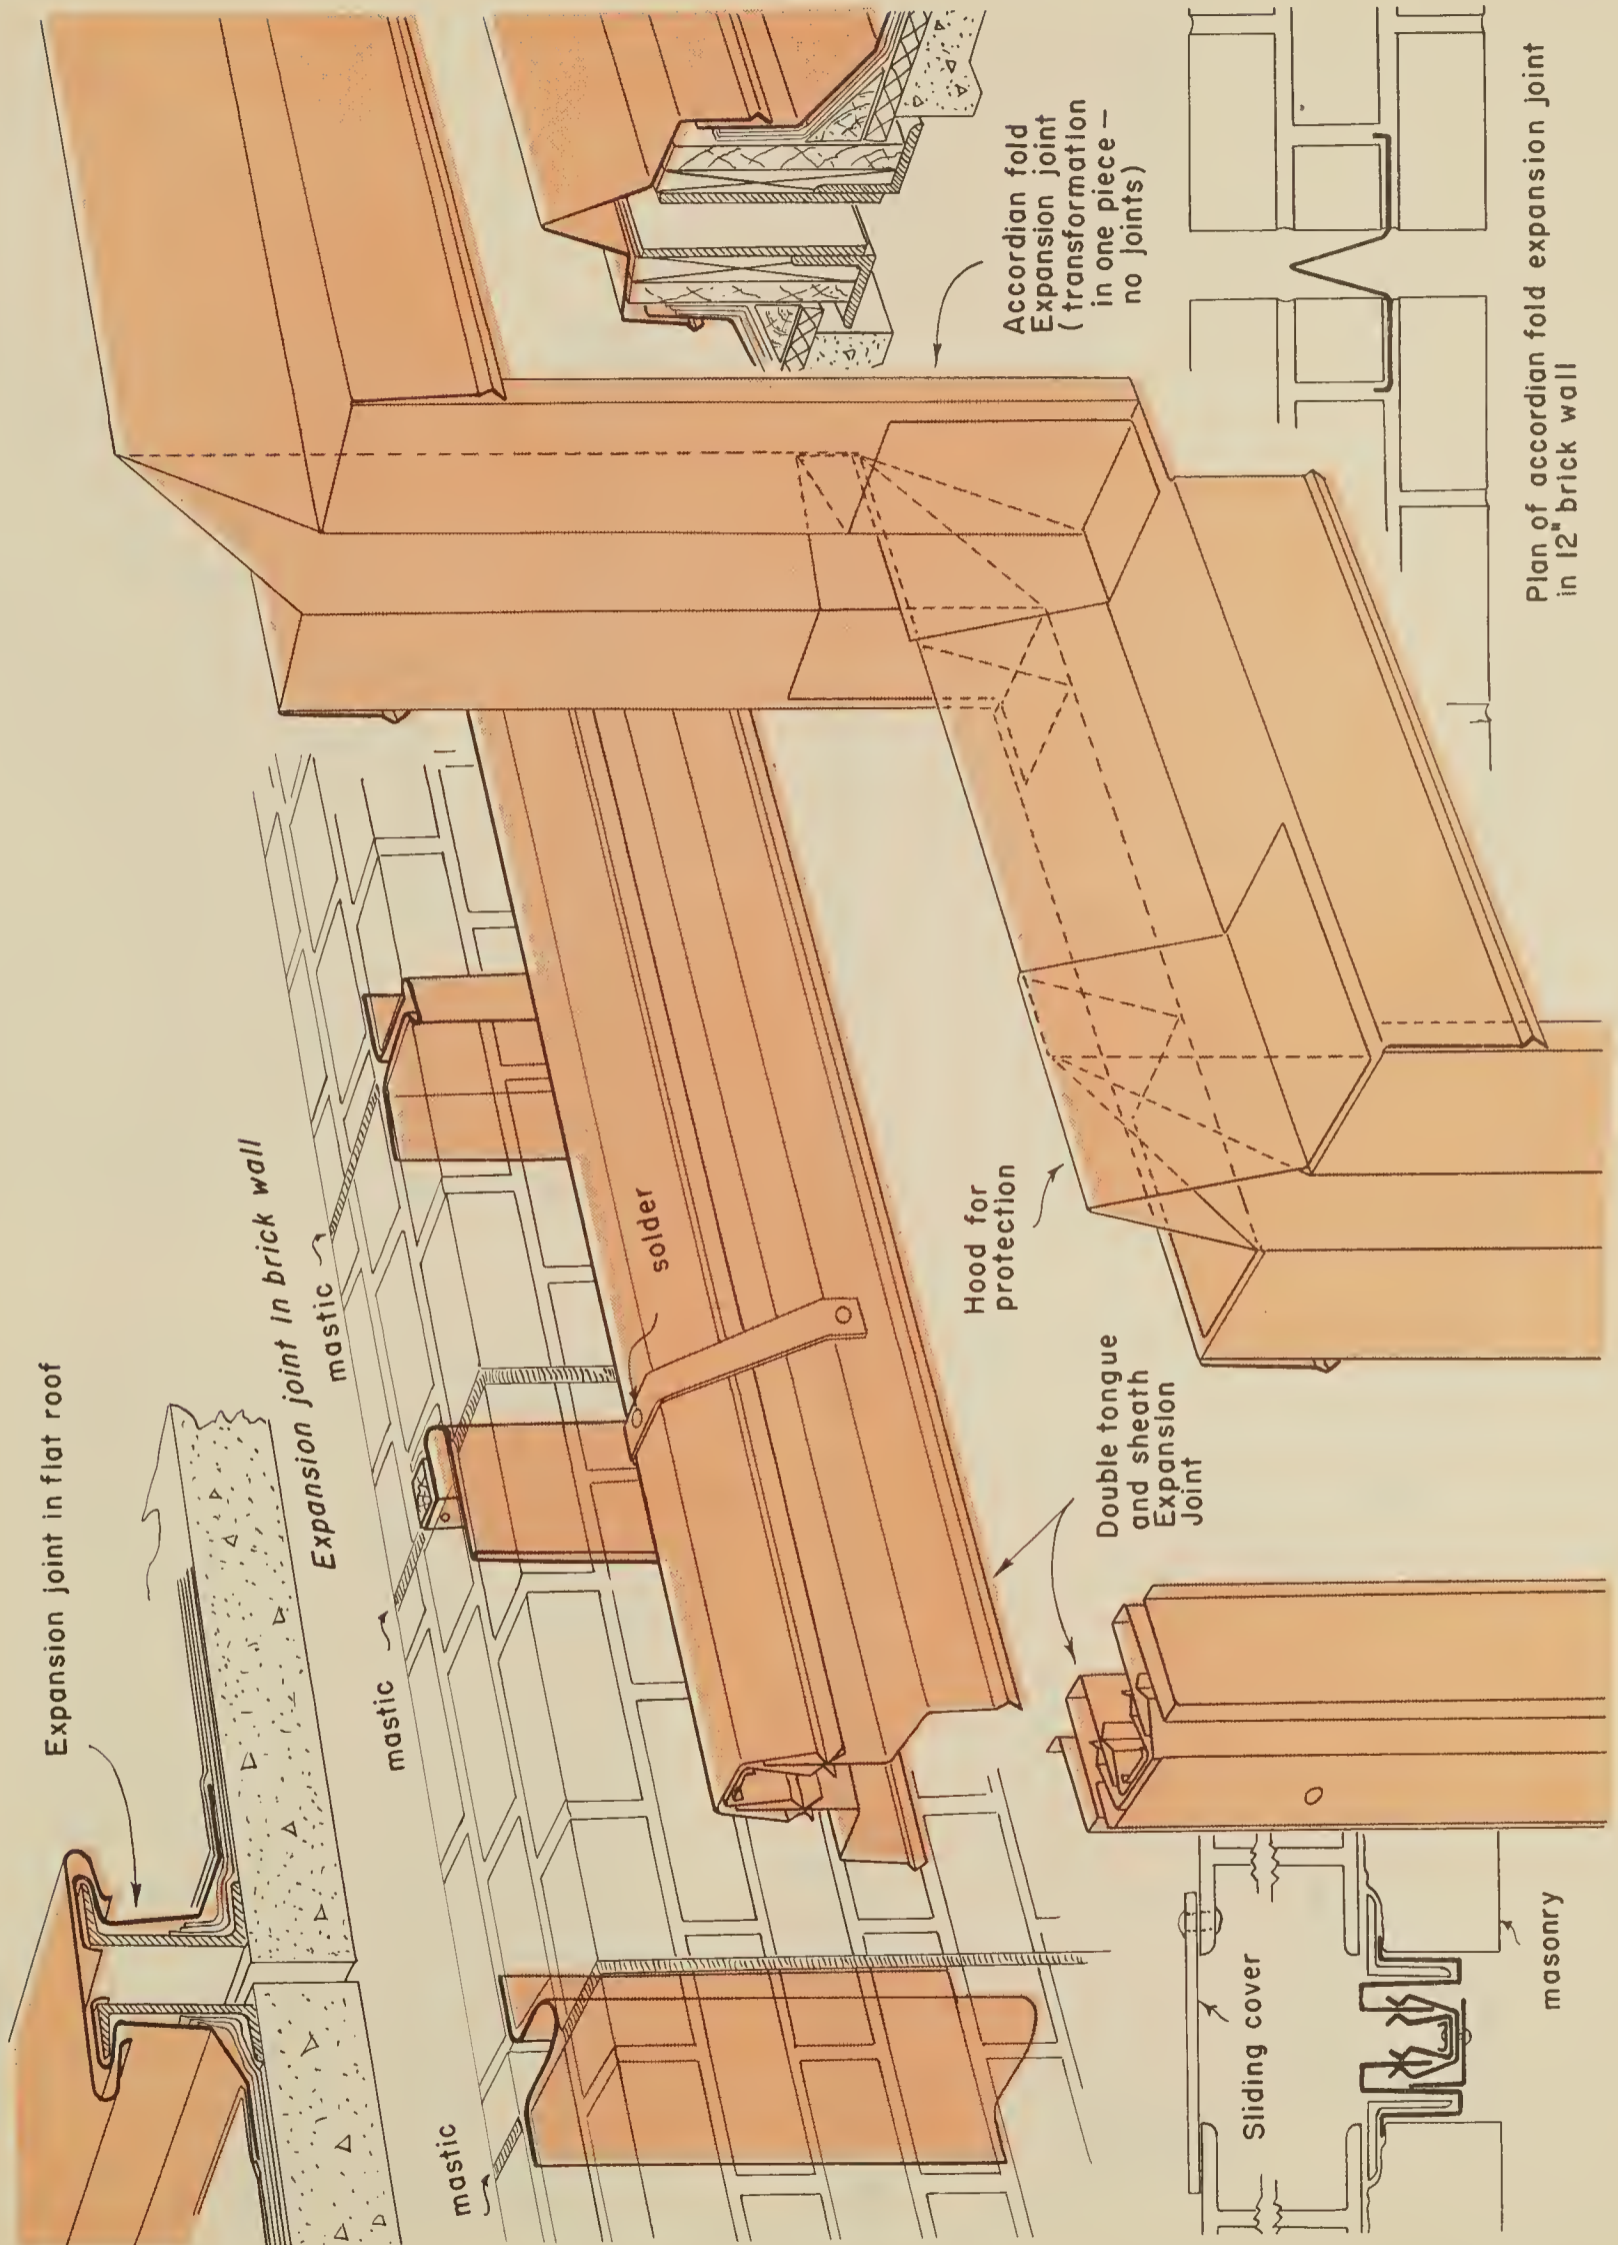 Expansion joint in flat roof
Expansion joint in brick wall
mastic
mastic
mastic
solder
Accordian fold
Expansion joint
(transformation
in one piece –
no joints)
Hood for
protection
Double tongue
and sheath
Expansion
Joint
Sliding cover
masonry
Plan of accordian fold expansion joint
in 12" brick wall